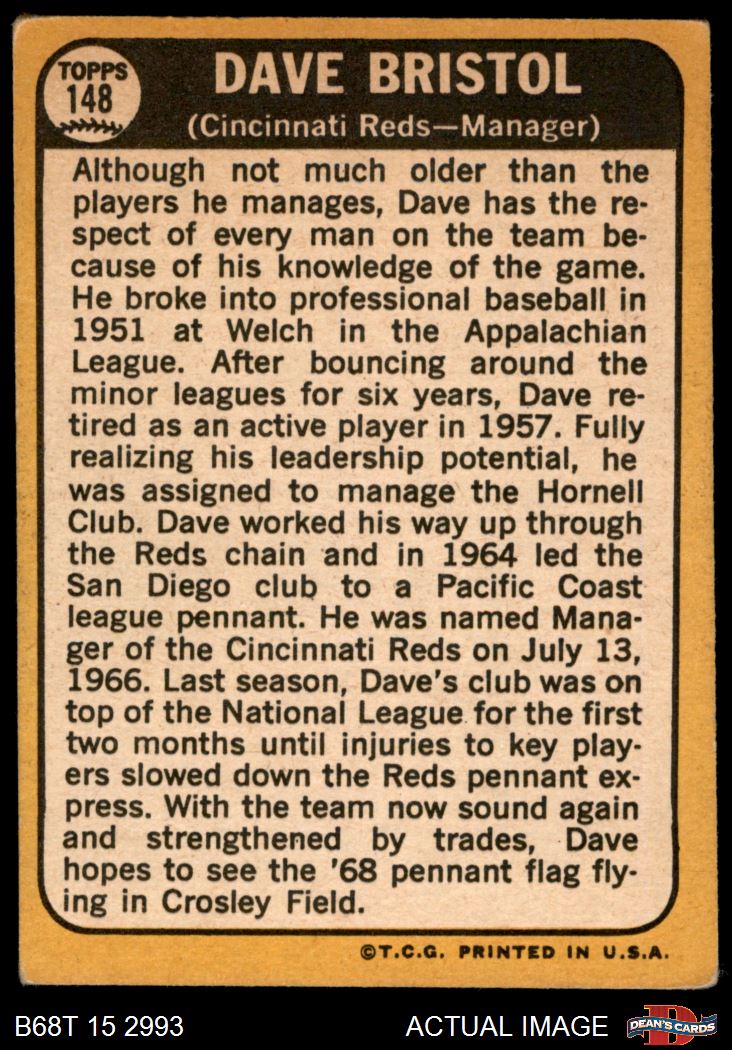 TOPPS
148
DAVE BRISTOL
(Cincinnati Reds—Manager)
Although not much older than the
players he manages, Dave has the re-
spect of every man on the team be-
cause of his knowledge of the game.
He broke into professional baseball in
1951 at Welch in the Appalachian
League. After bouncing around the
minor leagues for six years, Dave re-
tired as an active player in 1957. Fully
realizing his leadership potential, he
was assigned to manage the Hornell
Club. Dave worked his way up through
the Reds chain and in 1964 led the
San Diego club to a Pacific Coast
league pennant. He was named Mana-
ger of the Cincinnati Reds on July 13,
1966. Last season, Dave's club was on
top of the National League for the first
two months until injuries to key play-
ers slowed down the Reds pennant ex-
press. With the team now sound again
and strengthened by trades, Dave
hopes to see the '68 pennant flag fly-
ing in Crosley Field.
©T.C.G. PRINTED IN U.S.A.
B68T 15 2993
ACTUAL IMAGE
D
DEAN'S CARDS